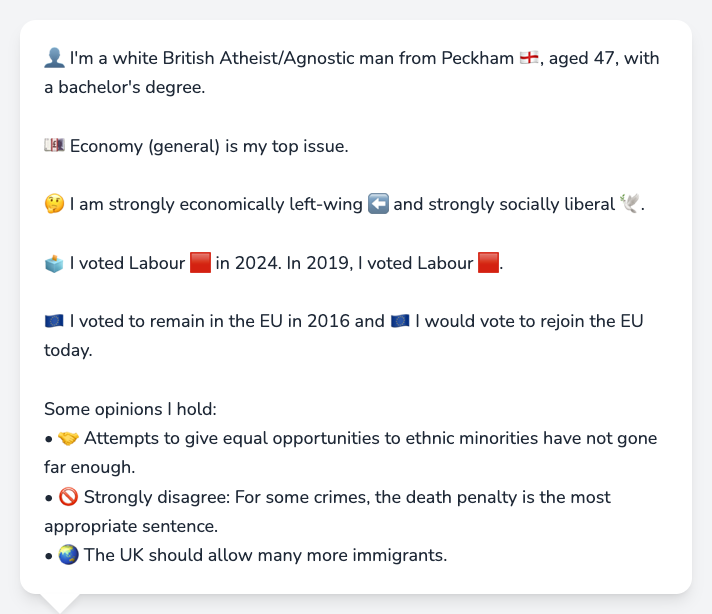 👤 I'm a white British Atheist/Agnostic man from Peckham 🏴󠁧󠁢󠁥󠁮󠁧󠁿, aged 47, with
a bachelor's degree.
💷 Economy (general) is my top issue.
🤔 I am strongly economically left-wing ⬅️ and strongly socially liberal 🕊️.
🗳️ I voted Labour 🟥 in 2024. In 2019, I voted Labour 🟥.
🇪🇺 I voted to remain in the EU in 2016 and 🇪🇺 I would vote to rejoin the EU
today.
Some opinions I hold:
• 🤝 Attempts to give equal opportunities to ethnic minorities have not gone
far enough.
• 🚫 Strongly disagree: For some crimes, the death penalty is the most
appropriate sentence.
• 🌏 The UK should allow many more immigrants.